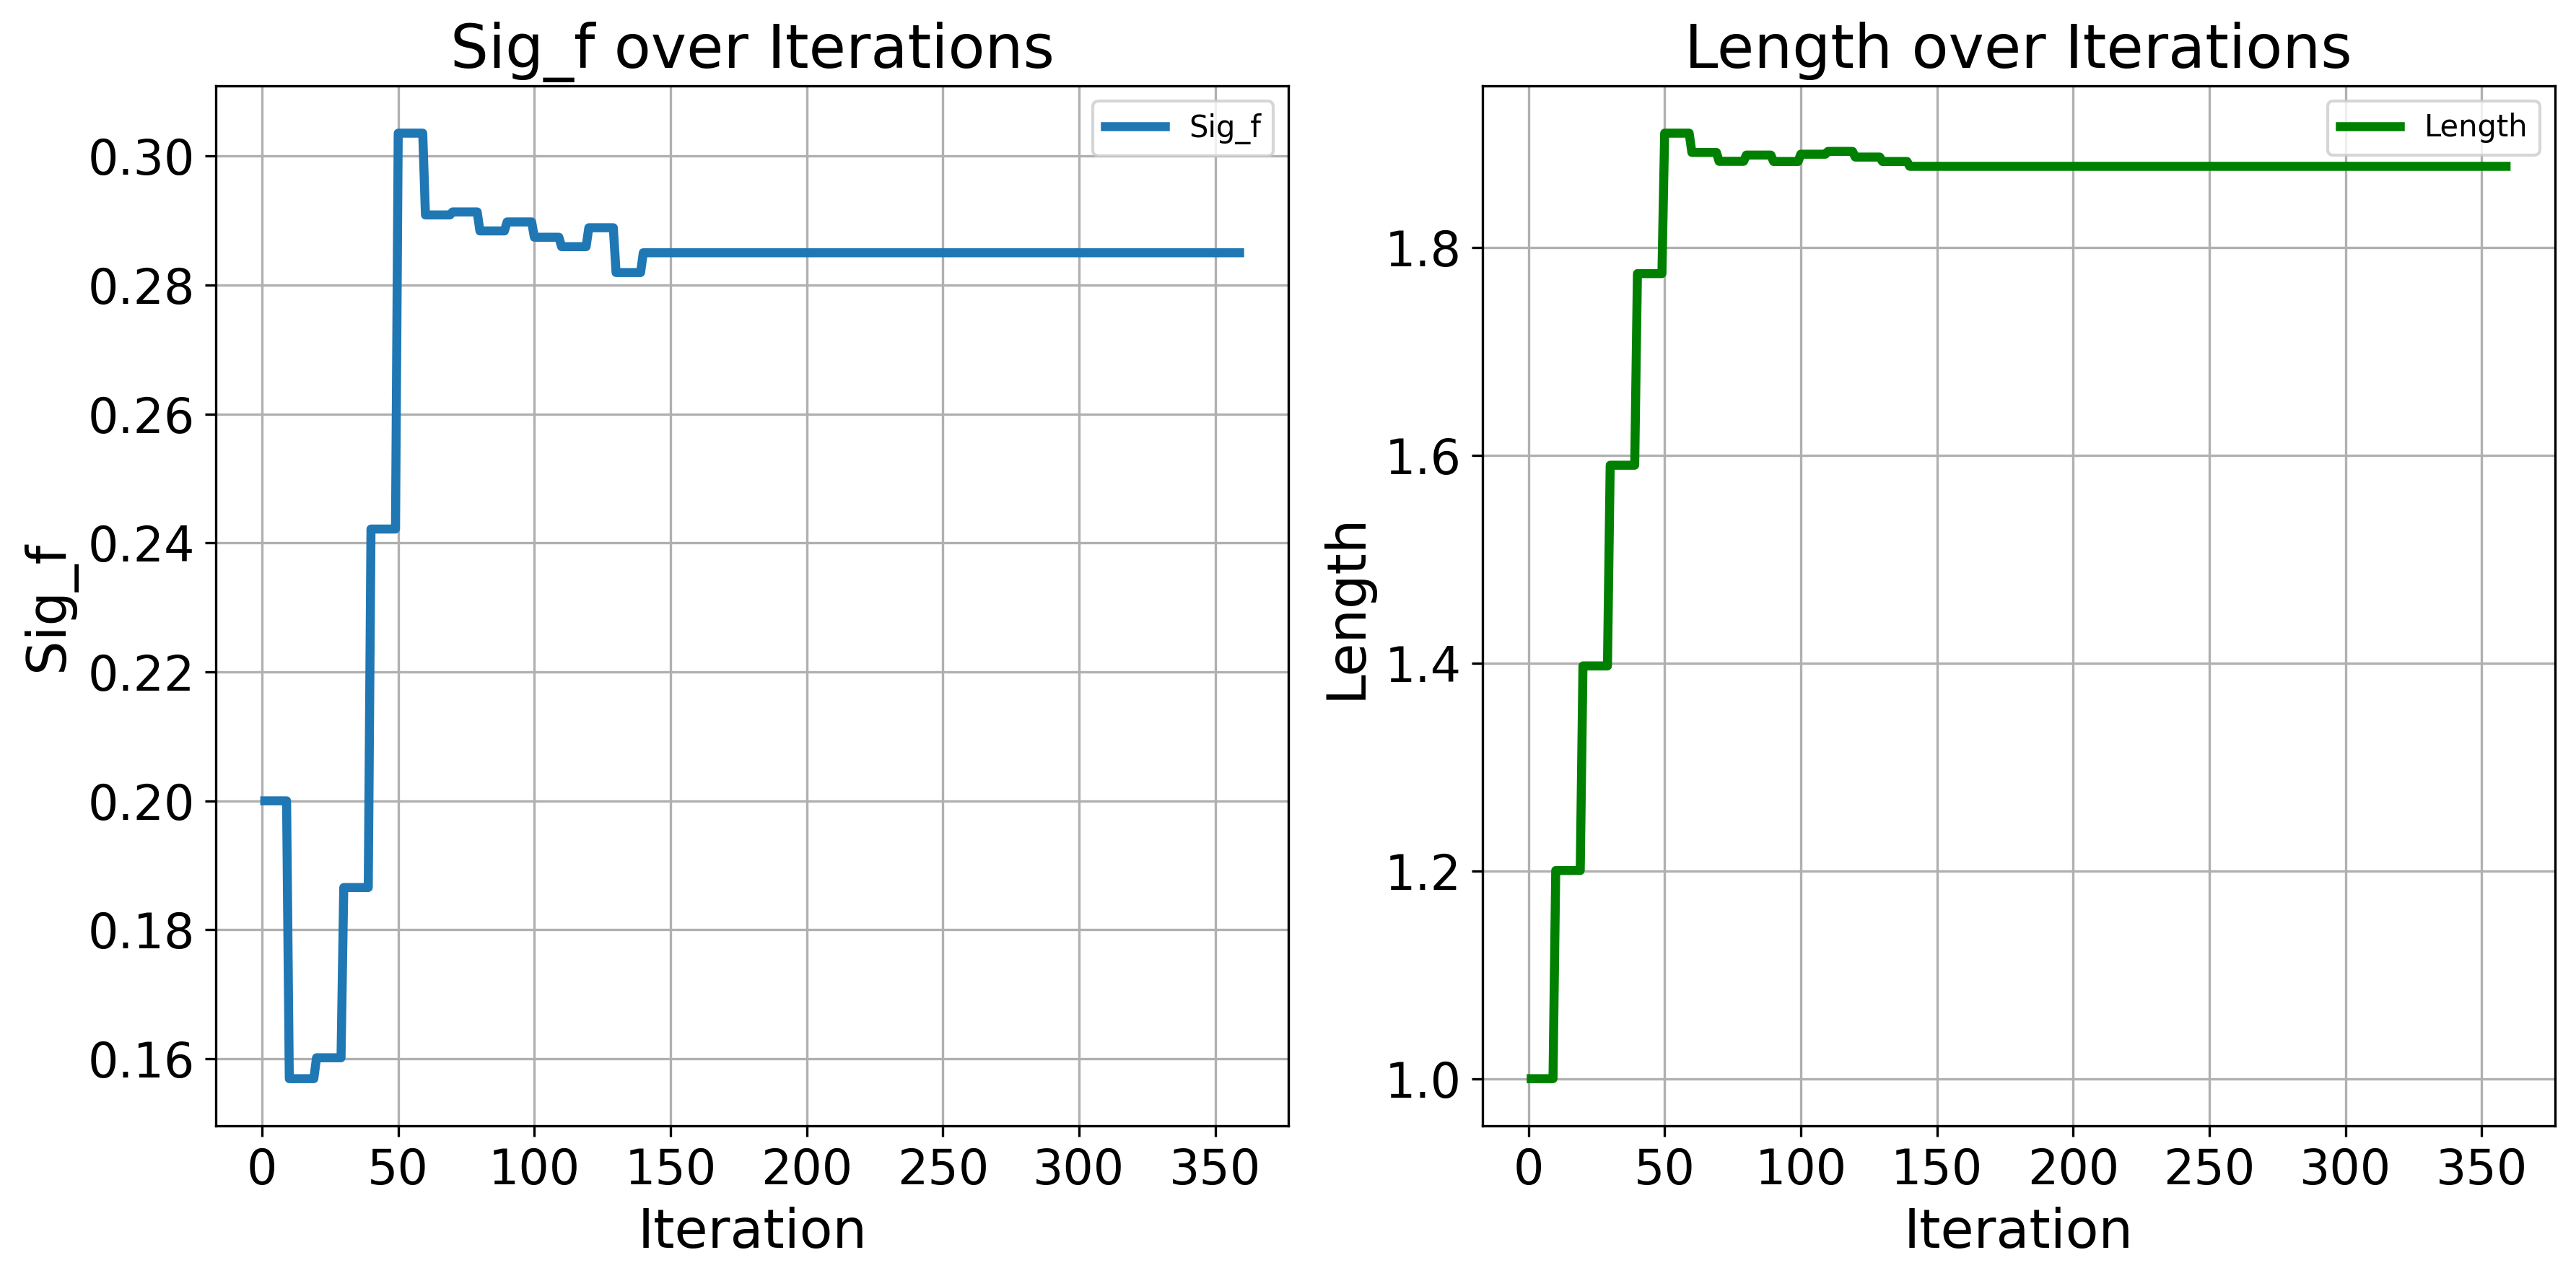 Sig_f over Iterations
Sig_f
0.30
0.28
0.26
0.24
0.22
0.20
0.18
0.16
Sig_f
0 50 100 150 200 250 300 350
Iteration
Length over Iterations
Length
1.8
1.6
1.4
1.2
1.0
Length
0 50 100 150 200 250 300 350
Iteration